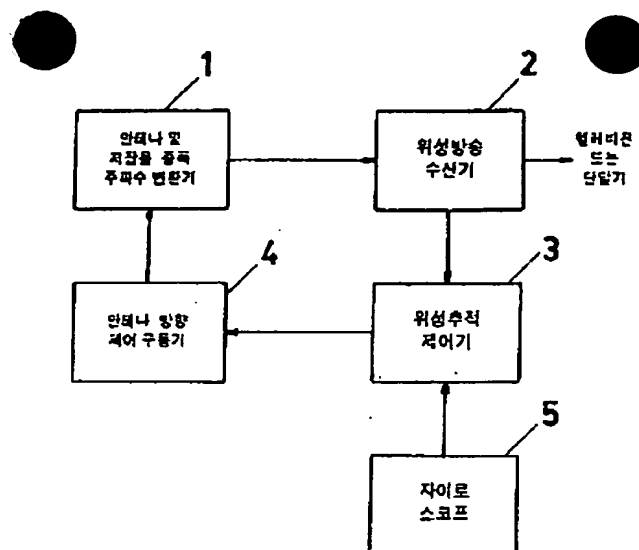 1
안테나 및
저잡음 증폭
주파수 변환기
2
위성방송
수신기
텔레비젼
또는
단말기
4
안테나 방향
제어 구동기
3
위성추적
제어기
5
자이로
스코프